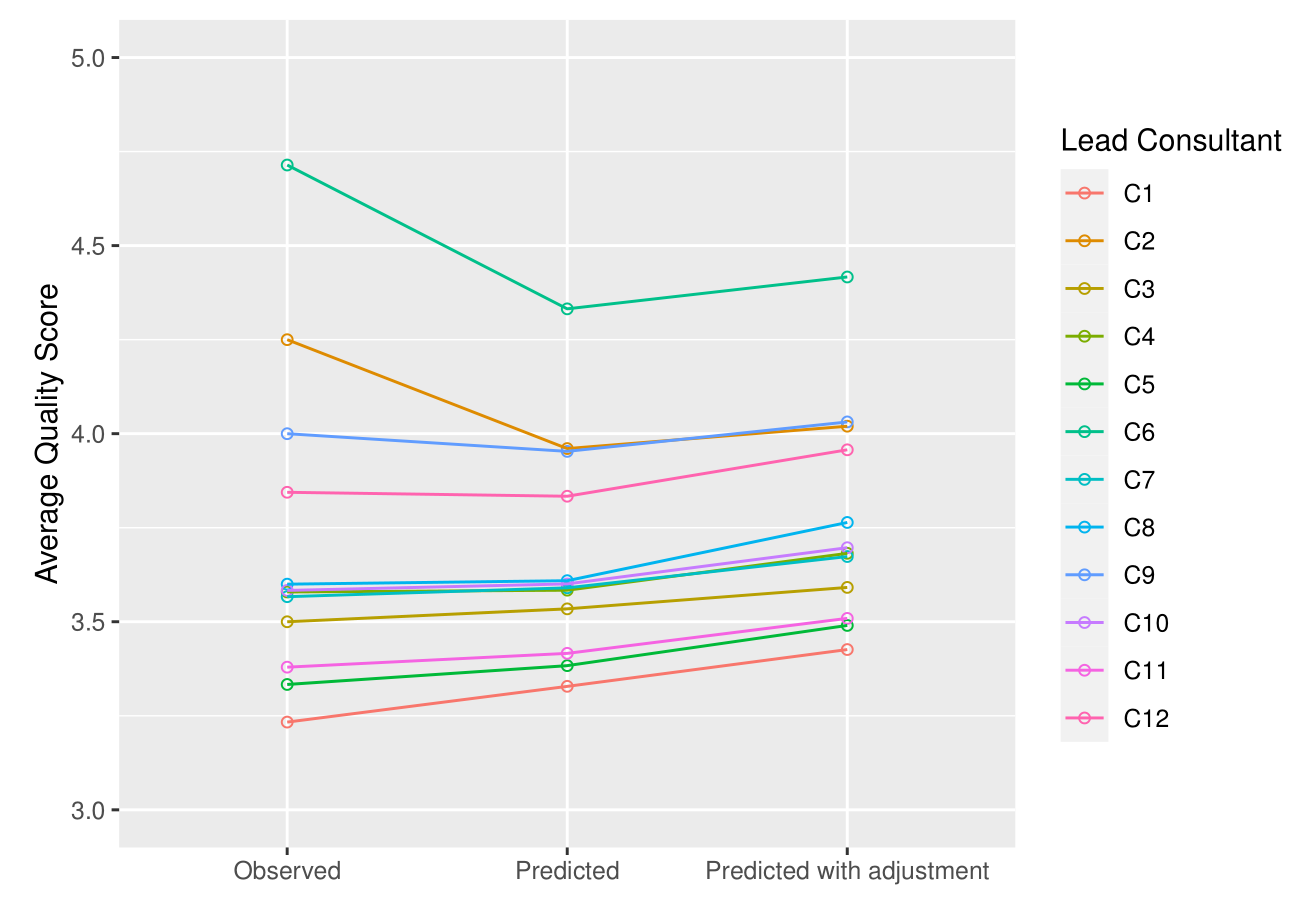 Average Quality Score
5.0
4.5
4.0
3.5
3.0
Observed
Predicted
Predicted with adjustment
Lead Consultant
C1
C2
C3
C4
C5
C6
C7
C8
C9
C10
C11
C12